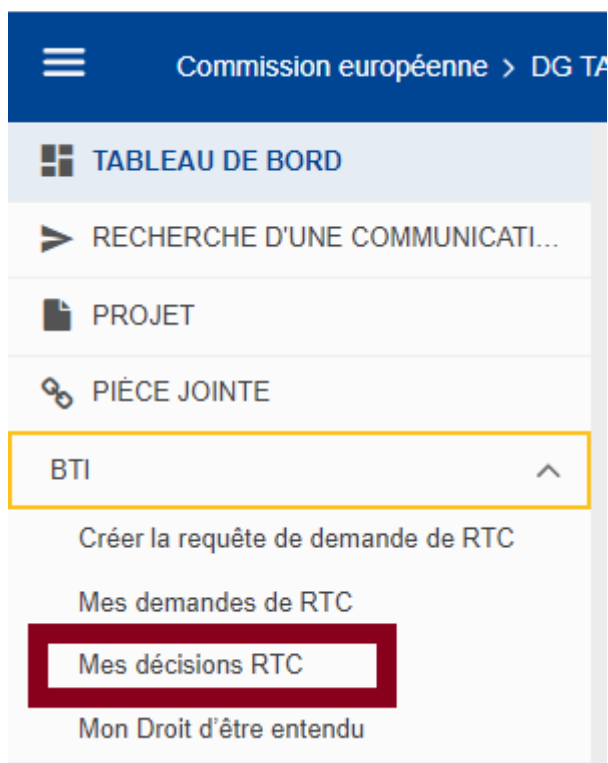 Commission européenne > DG TA
TABLEAU DE BORD
RECHERCHE D'UNE COMMUNICATI...
PROJET
PIÈCE JOINTE
BTI
Créer la requête de demande de RTC
Mes demandes de RTC
Mes décisions RTC
Mon Droit d'être entendu